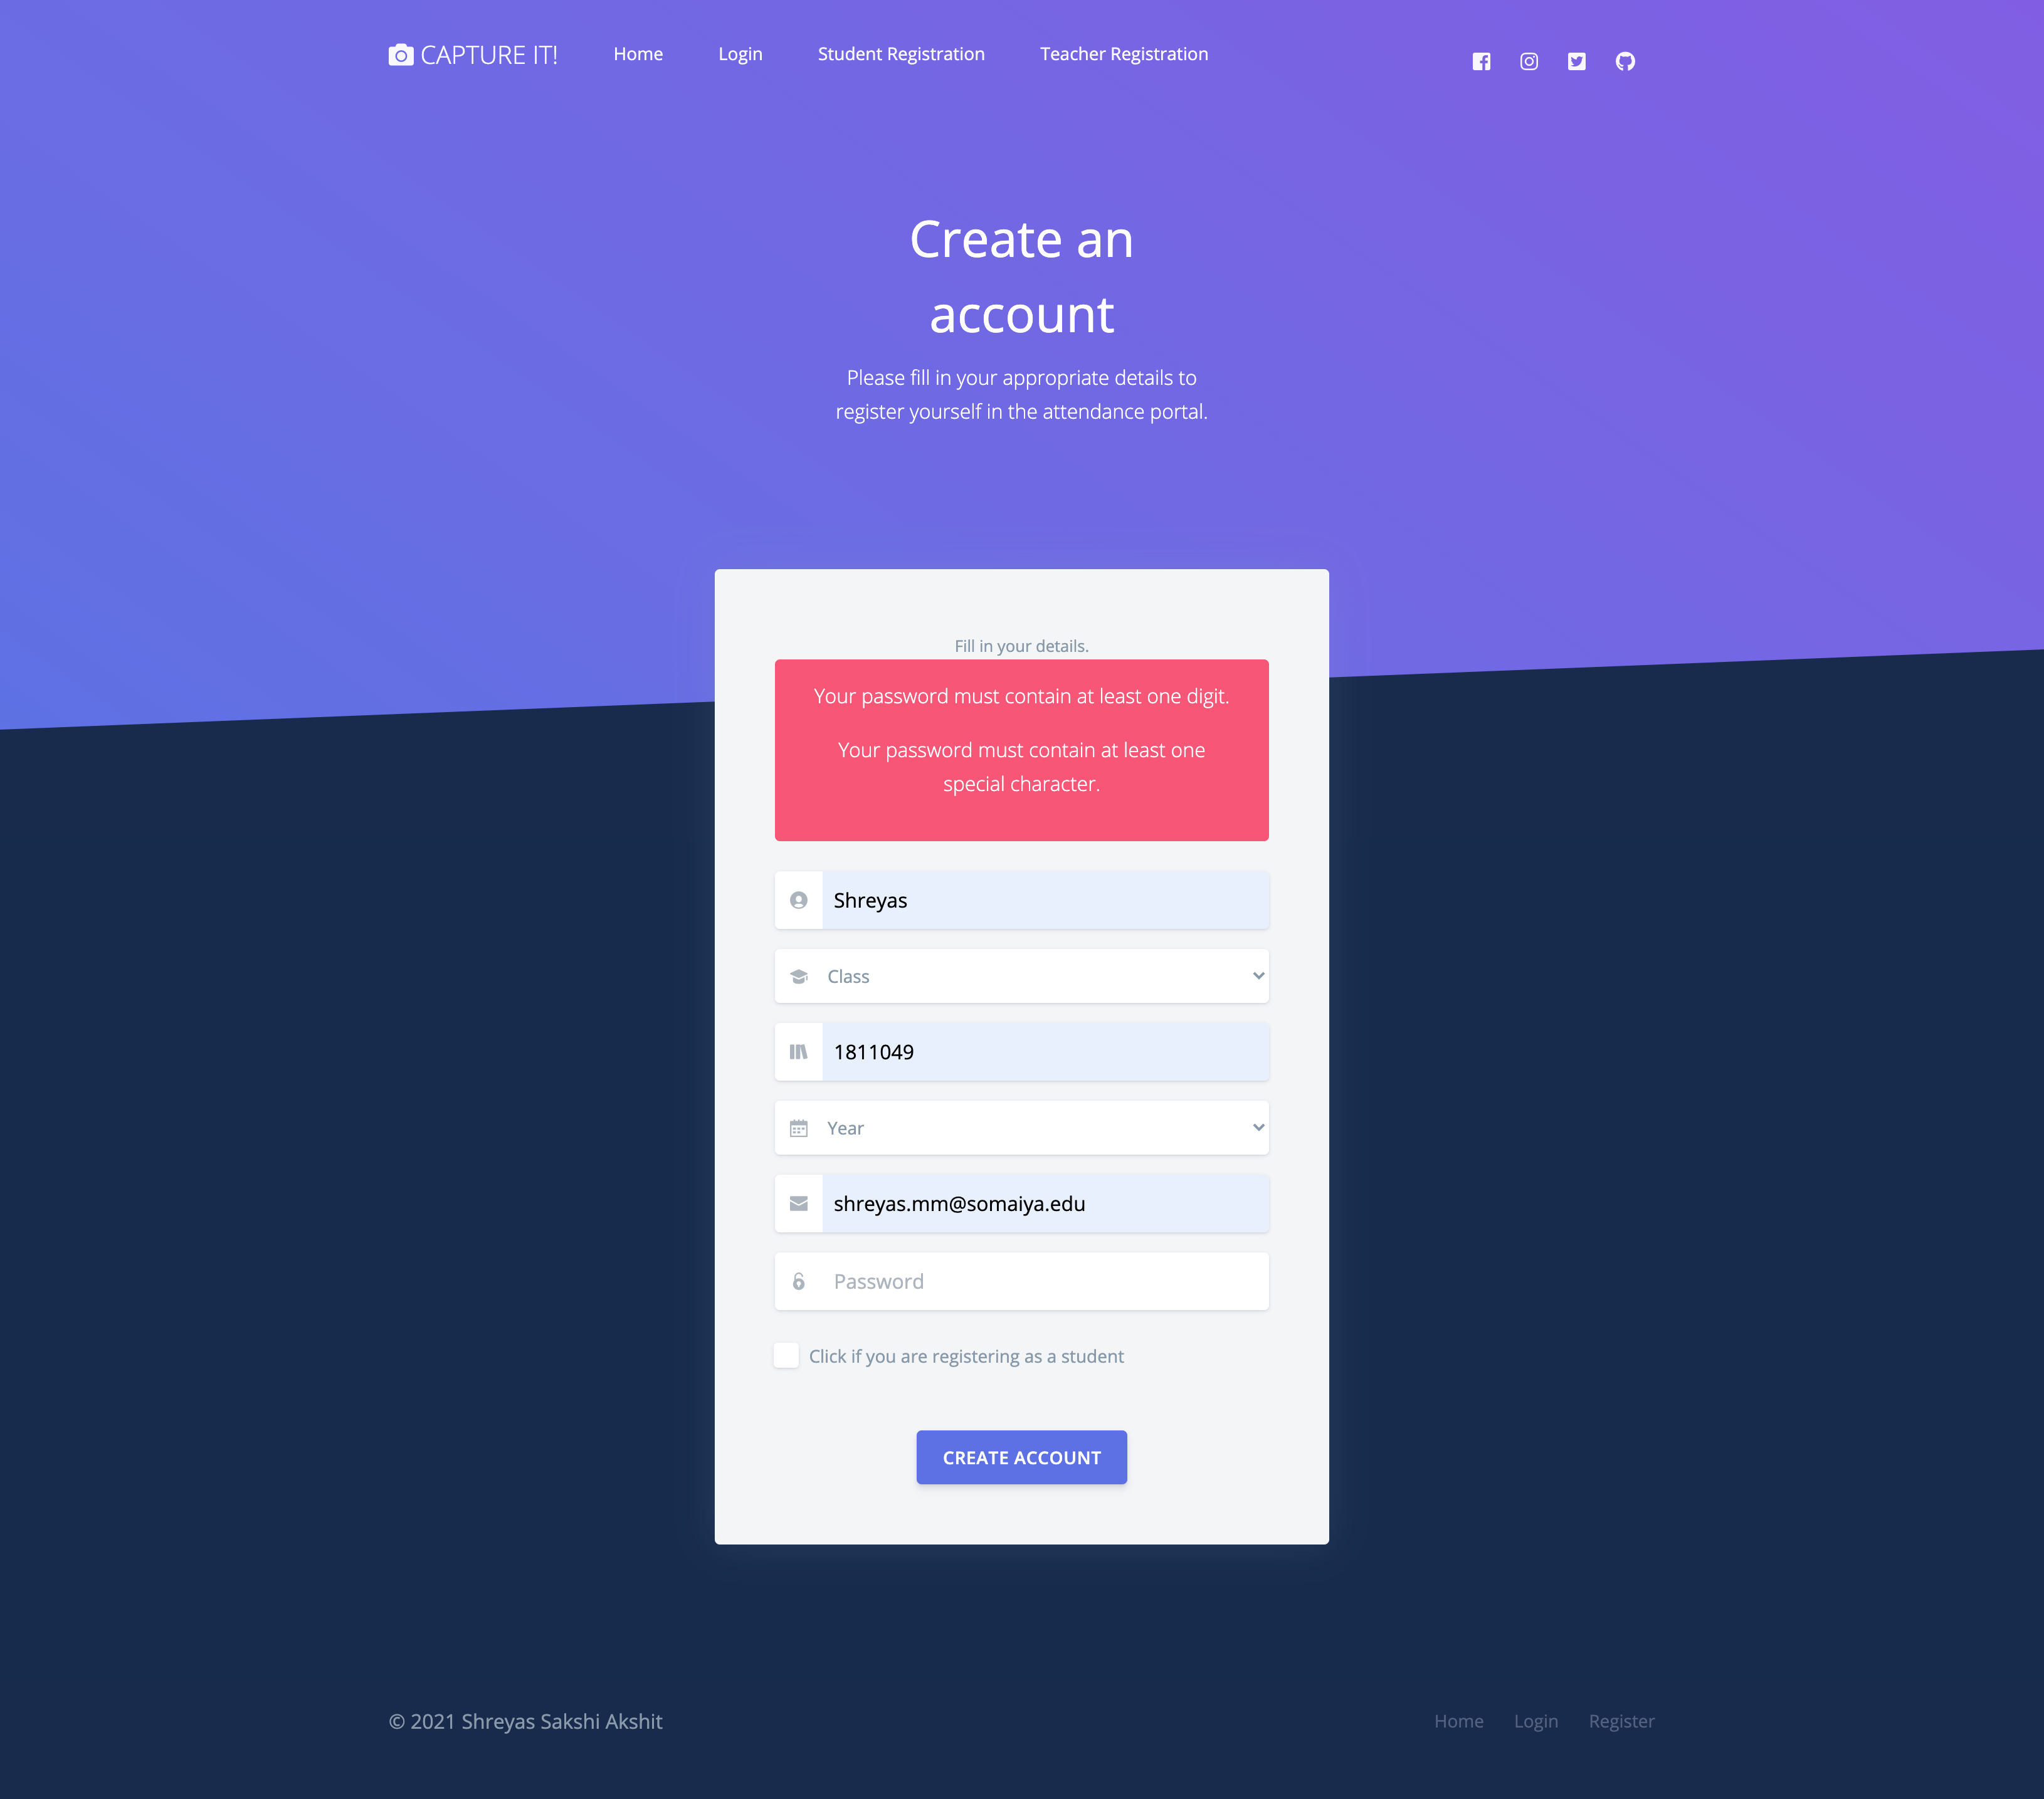 CAPTURE IT! Home Login Student Registration Teacher Registration
Create an
account
Please fill in your appropriate details to
register yourself in the attendance portal.
Fill in your details.
Your password must contain at least one digit.
Your password must contain at least one
special character.
Shreyas
Class
1811049
Year
shreyas.mm@somaiya.edu
Password
Click if you are registering as a student
CREATE ACCOUNT
© 2021 Shreyas Sakshi Akshit Home Login Register